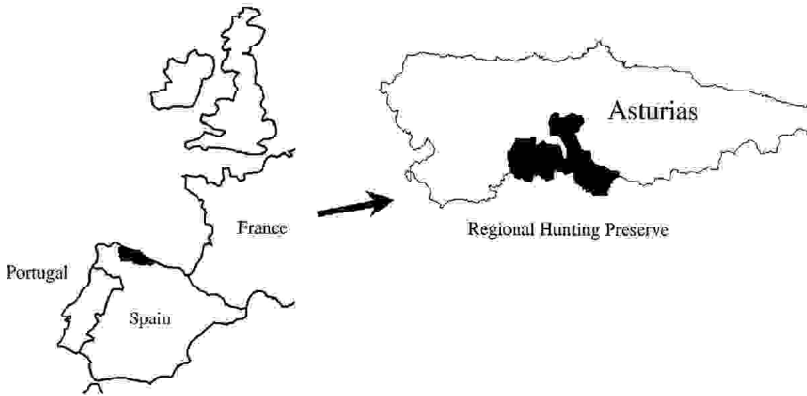 Asturias
France
Regional Hunting Preserve
Portugal
Spain